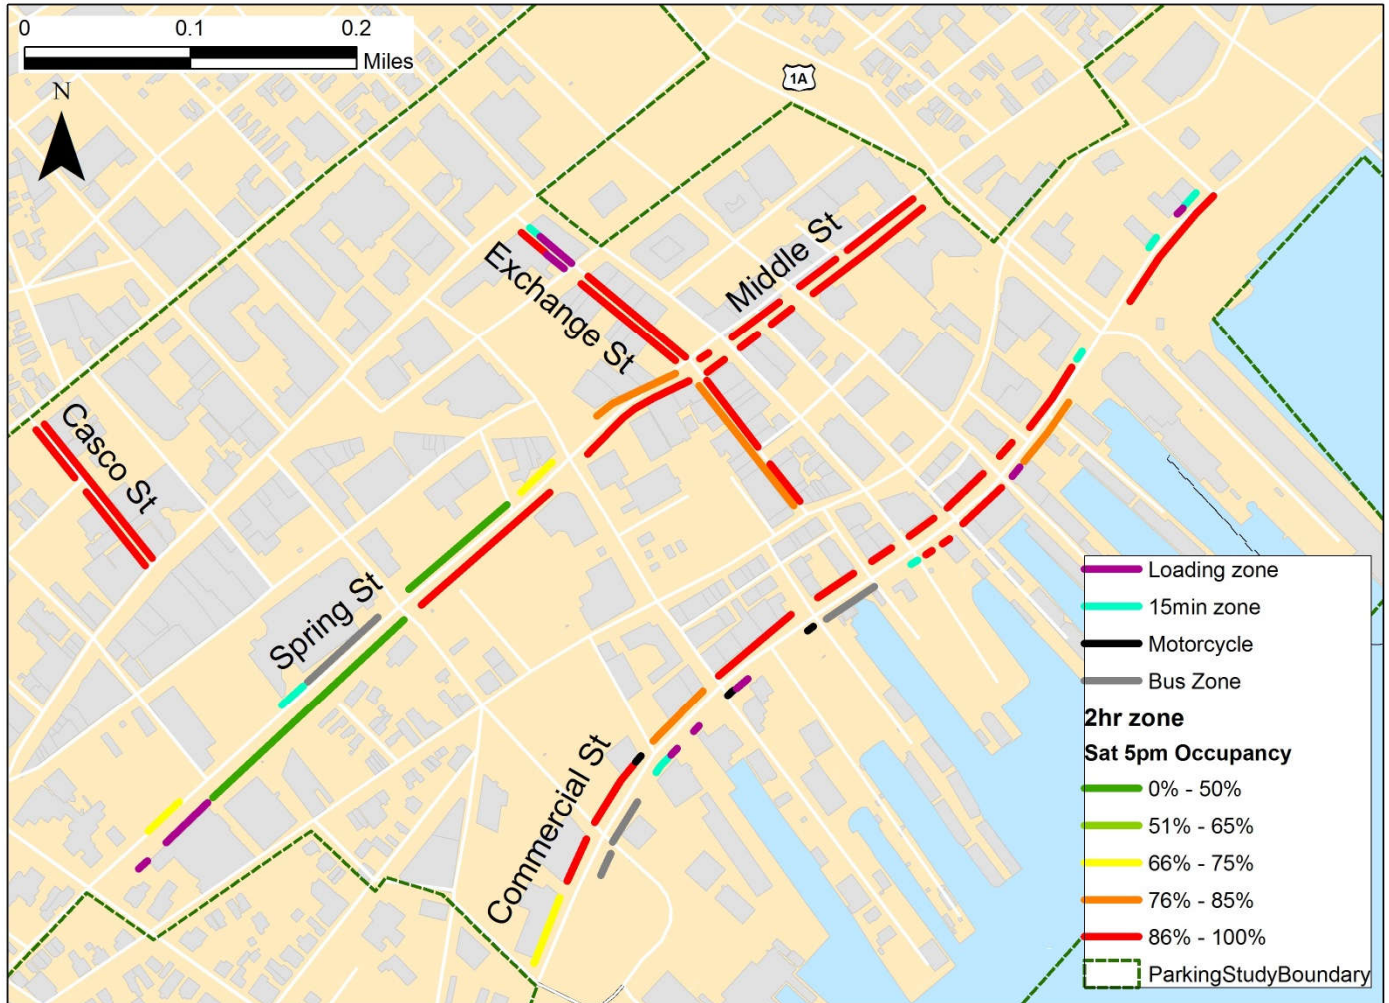 0 0.1 0.2
Miles
N
1A
Middle St
Exchange St
Casco St
Spring St
Commercial St
Loading zone
15min zone
Motorcycle
Bus Zone
2hr zone
Sat 5pm Occupancy
0% - 50%
51% - 65%
66% - 75%
76% - 85%
86% - 100%
ParkingStudyBoundary